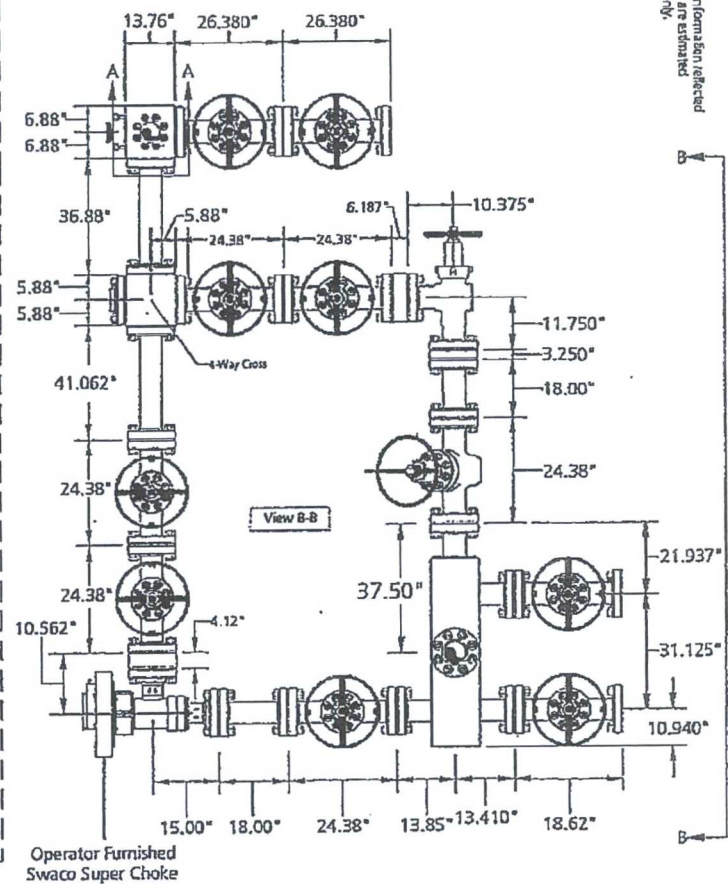 13.76"
26.380"
26.380"
nformation reflected
are estimated
nly.
A
A
6.88"
6.88"
B
36.88"
5.88"
6.187"
10.375"
24.38"
24.38"
5.88"
5.88"
11.750"
3.250"
4-Way Cross
18.00"
41.062"
24.38"
24.38"
View B-B
21.937"
37.50"
24.38"
10.562"
4.12"
31.125"
10.940"
15.00"
18.00"
24.38"
13.85"
13.410"
18.62"
B
Operator Furnished
Swaco Super Choke